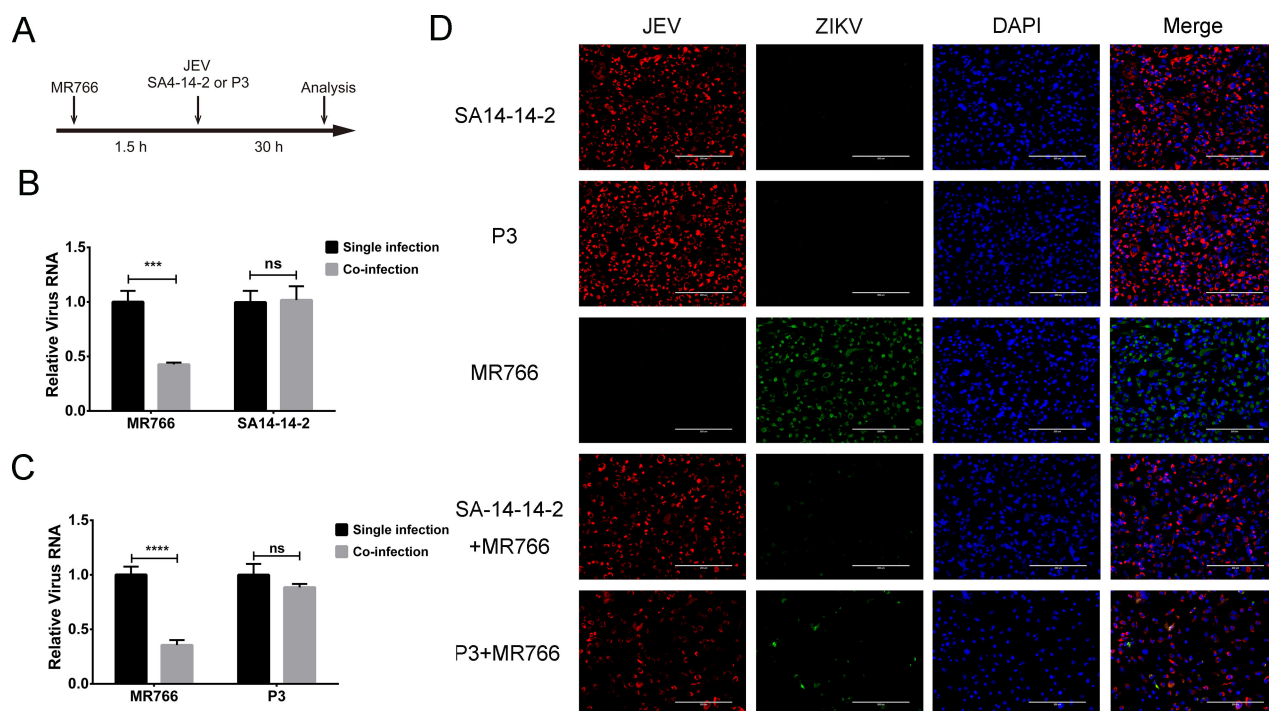 A
MR766
JEV
SA4-14-2 or P3
Analysis
1.5 h
30 h
B
Relative Virus RNA
1.5
1.0
0.5
0.0
***
ns
Single infection
Co-infection
MR766
SA14-14-2
C
Relative Virus RNA
1.5
1.0
0.5
0.0
****
ns
Single infection
Co-infection
MR766
P3
D
JEV
ZIKV
DAPI
Merge
SA14-14-2
P3
MR766
SA-14-14-2
+MR766
P3+MR766